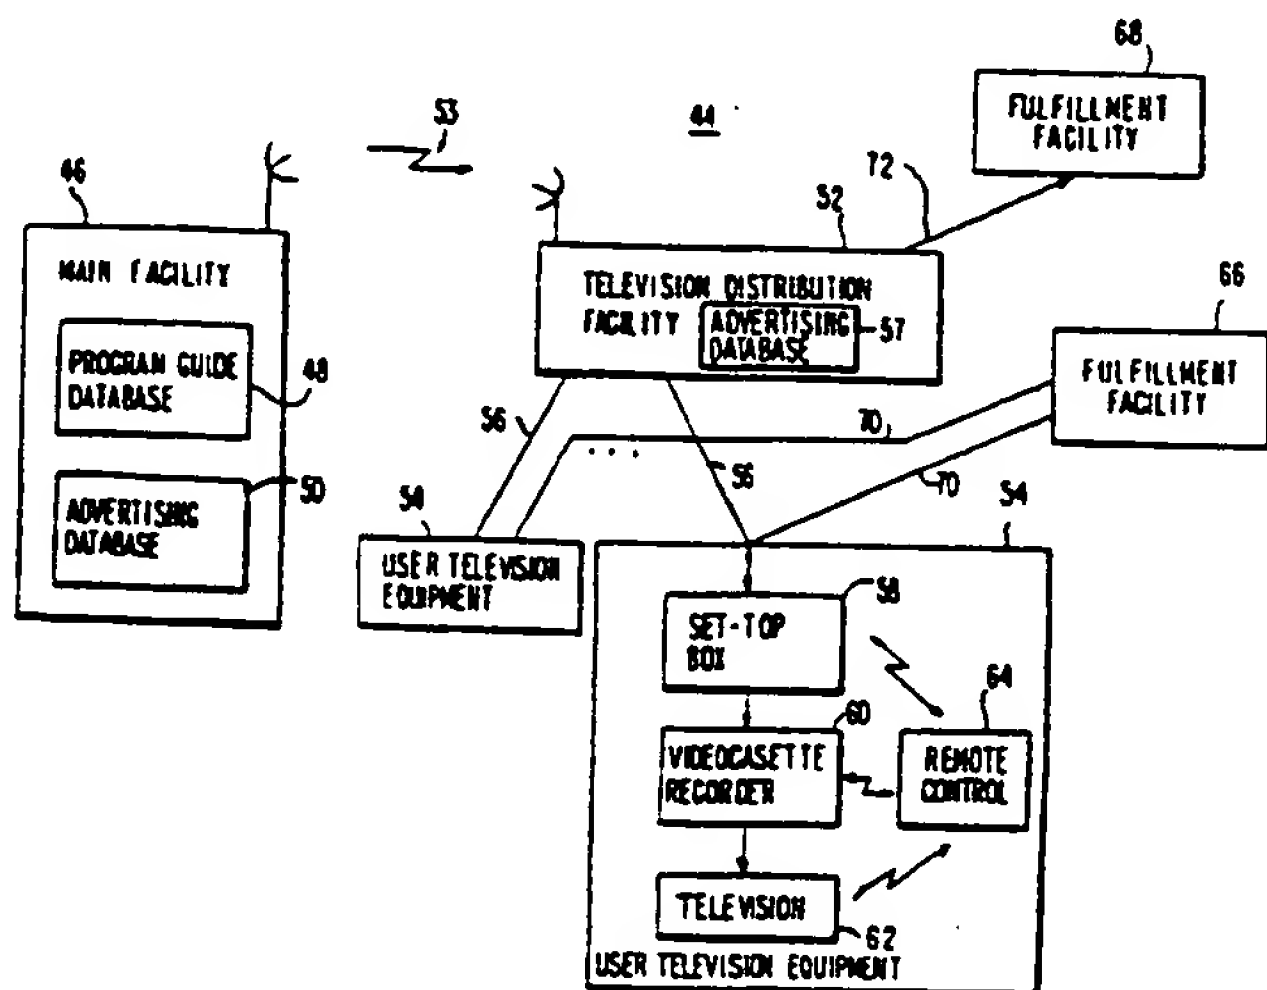 68
53
44
FULFILLMENT
FACILITY
72
46
52
MAIN FACILITY
TELEVISION DISTRIBUTION
FACILITY
ADVERTISING
DATABASE
57
66
PROGRAM GUIDE
DATABASE
48
FULFILLMENT
FACILITY
56
70
. . .
56
70
50
ADVERTISING
DATABASE
54
54
USER TELEVISION
EQUIPMENT
58
SET-TOP
BOX
64
60
VIDEOCASETTE
RECORDER
REMOTE
CONTROL
TELEVISION
62
USER TELEVISION EQUIPMENT